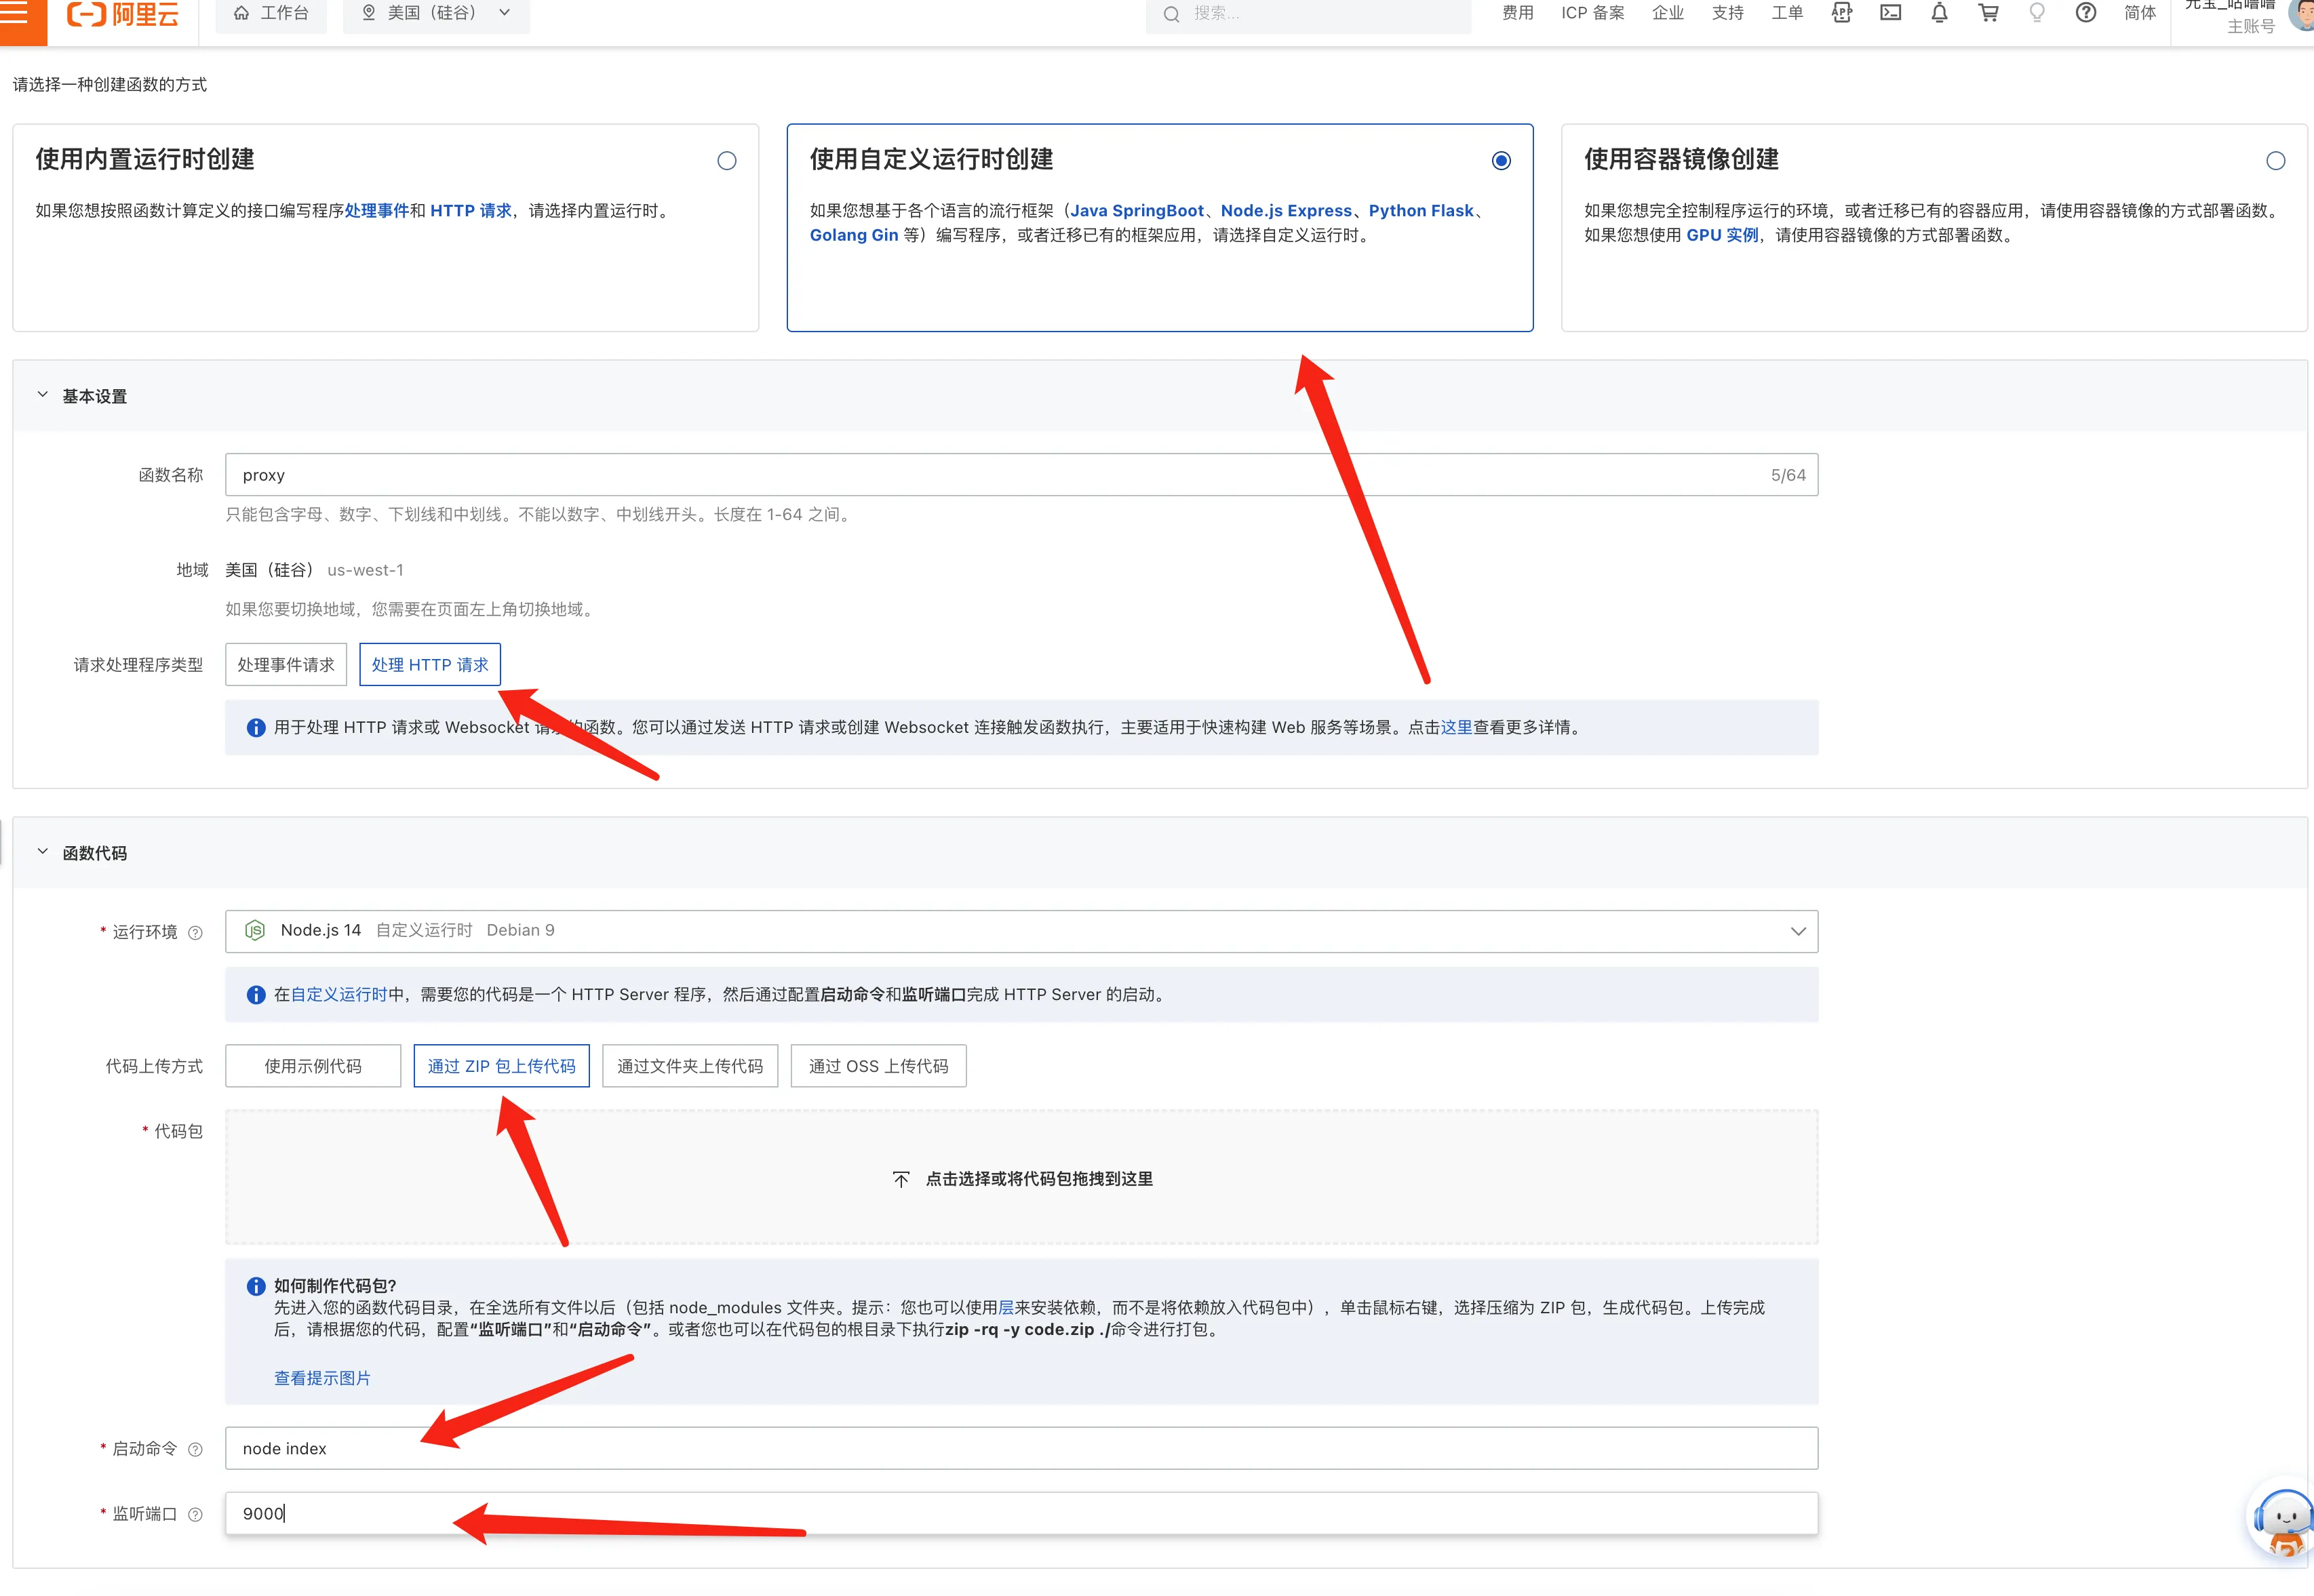 阿里云
工作台
美国（硅谷）
搜索...
费用
ICP 备案
企业
支持
工单
APP
简体
主账号
请选择一种创建函数的方式
使用内置运行时创建
如果您想按照函数计算定义的接口编写程序处理事件和 HTTP 请求，请选择内置运行时。
使用自定义运行时创建
如果您想基于各个语言的流行框架（Java SpringBoot、Node.js Express、Python Flask、
Golang Gin 等）编写程序，或者迁移已有的框架应用，请选择自定义运行时。
使用容器镜像创建
如果您想完全控制程序运行的环境，或者迁移已有的容器应用，请使用容器镜像的方式部署函数。
如果您想使用 GPU 实例，请使用容器镜像的方式部署函数。
基本设置
函数名称
proxy
5/64
只能包含字母、数字、下划线和中划线。不能以数字、中划线开头。长度在 1-64 之间。
地域
美国（硅谷） us-west-1
如果您要切换地域，您需要在页面左上角切换地域。
请求处理程序类型
处理事件请求
处理 HTTP 请求
用于处理 HTTP 请求或 Websocket 请 的函数。您可以通过发送 HTTP 请求或创建 Websocket 连接触发函数执行，主要适用于快速构建 Web 服务等场景。点击这里查看更多详情。
函数代码
* 运行环境
Node.js 14 自定义运行时 Debian 9
在自定义运行时中，需要您的代码是一个 HTTP Server 程序，然后通过配置启动命令和监听端口完成 HTTP Server 的启动。
代码上传方式
使用示例代码
通过 ZIP 包上传代码
通过文件夹上传代码
通过 OSS 上传代码
* 代码包
点击选择或将代码包拖拽到这里
如何制作代码包?
先进入您的函数代码目录，在全选所有文件以后（包括 node_modules 文件夹。提示：您也可以使用层来安装依赖，而不是将依赖放入代码包中），单击鼠标右键，选择压缩为 ZIP 包，生成代码包。上传完成
后，请根据您的代码，配置“监听端口”和“启动命令”。或者您也可以在代码包的根目录下执行zip -rq -y code.zip ./命令进行打包。
查看提示图片
* 启动命令
node index
* 监听端口
9000